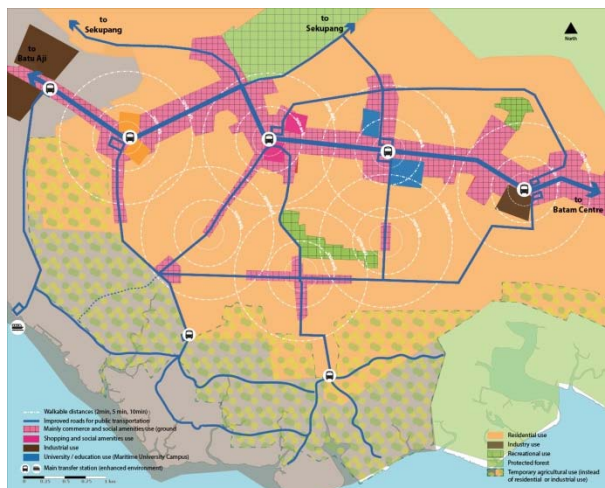 to
Sekupang
to
Sekupang
North
to
Batu Aji
to
Batam Centre
Walkable distances (2min, 5 min, 10min)
Improved roads for public transportation
Mainly commerce and social amenities use (ground
Shopping and social amenities use
Industrial use
University / education use (Maritime University Campus)
Main transfer station (enhanced environment)
Residential use
Industry use
Recreational use
Protected forest
Temporary agricultural use (instead
of residential or industrial use)